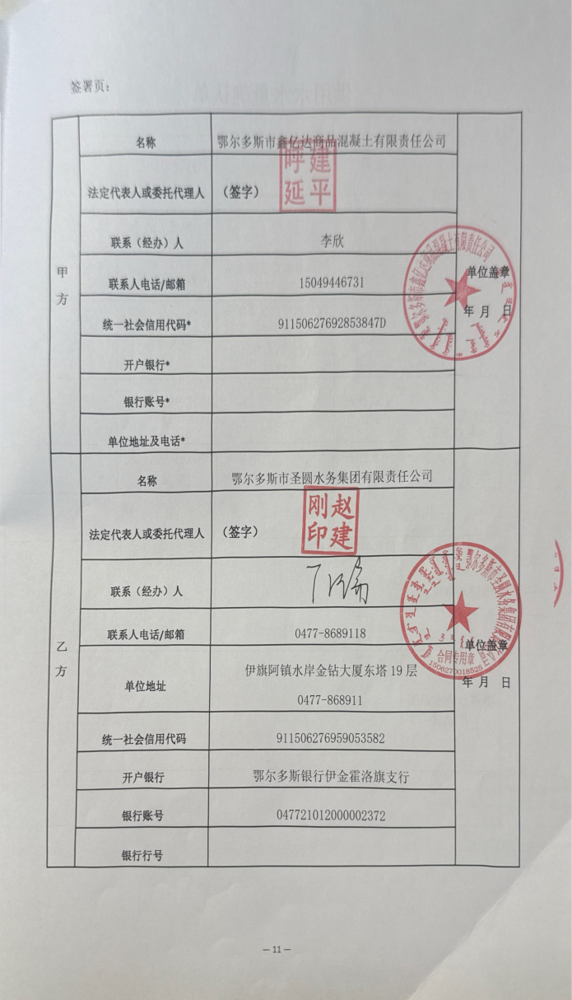 签署页：
甲方
名称
鄂尔多斯市鑫亿达商品混凝土有限责任公司
法定代表人或委托代理人
（签字）
建平
呼延
联系（经办）人
李欣
联系人电话/邮箱
15049446731
统一社会信用代码*
91150627692853847D
开户银行*
银行账号*
单位地址及电话*
鄂尔多斯市鑫亿达商品混凝土有限责任公司
单位盖章
年 月 日
乙方
名称
鄂尔多斯市圣圆水务集团有限责任公司
法定代表人或委托代理人
（签字）
赵建
刚印
联系（经办）人
联系人电话/邮箱
0477-8689118
单位地址
伊旗阿镇水岸金钻大厦东塔 19 层
0477-868911
统一社会信用代码
911506276959053582
开户银行
鄂尔多斯银行伊金霍洛旗支行
银行账号
047721012000002372
银行行号
鄂尔多斯市圣圆水务集团有限责任公司
合同专用章
1506270018525
单位盖章
年 月 日
— 11 —